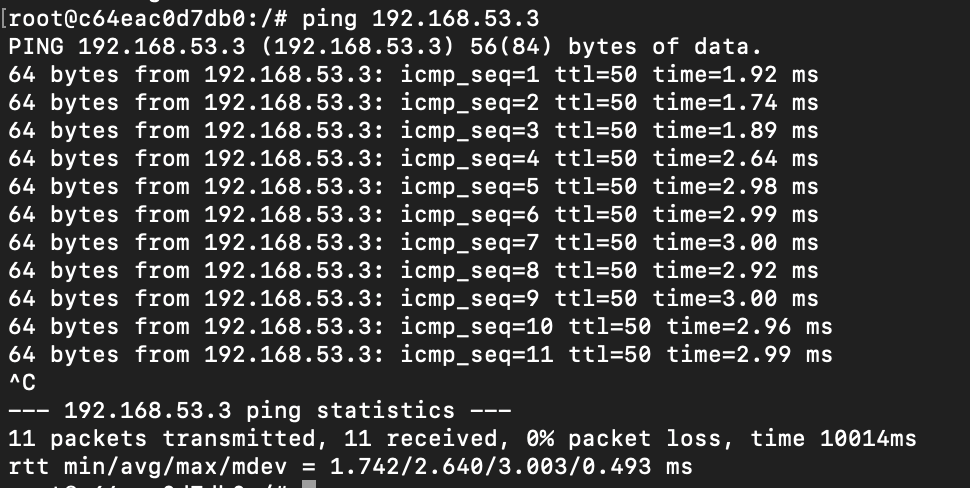 [root@c64eac0d7db0:/# ping 192.168.53.3
PING 192.168.53.3 (192.168.53.3) 56(84) bytes of data.
64 bytes from 192.168.53.3: icmp_seq=1 ttl=50 time=1.92 ms
64 bytes from 192.168.53.3: icmp_seq=2 ttl=50 time=1.74 ms
64 bytes from 192.168.53.3: icmp_seq=3 ttl=50 time=1.89 ms
64 bytes from 192.168.53.3: icmp_seq=4 ttl=50 time=2.64 ms
64 bytes from 192.168.53.3: icmp_seq=5 ttl=50 time=2.98 ms
64 bytes from 192.168.53.3: icmp_seq=6 ttl=50 time=2.99 ms
64 bytes from 192.168.53.3: icmp_seq=7 ttl=50 time=3.00 ms
64 bytes from 192.168.53.3: icmp_seq=8 ttl=50 time=2.92 ms
64 bytes from 192.168.53.3: icmp_seq=9 ttl=50 time=3.00 ms
64 bytes from 192.168.53.3: icmp_seq=10 ttl=50 time=2.96 ms
64 bytes from 192.168.53.3: icmp_seq=11 ttl=50 time=2.99 ms
^C
--- 192.168.53.3 ping statistics ---
11 packets transmitted, 11 received, 0% packet loss, time 10014ms
rtt min/avg/max/mdev = 1.742/2.640/3.003/0.493 ms